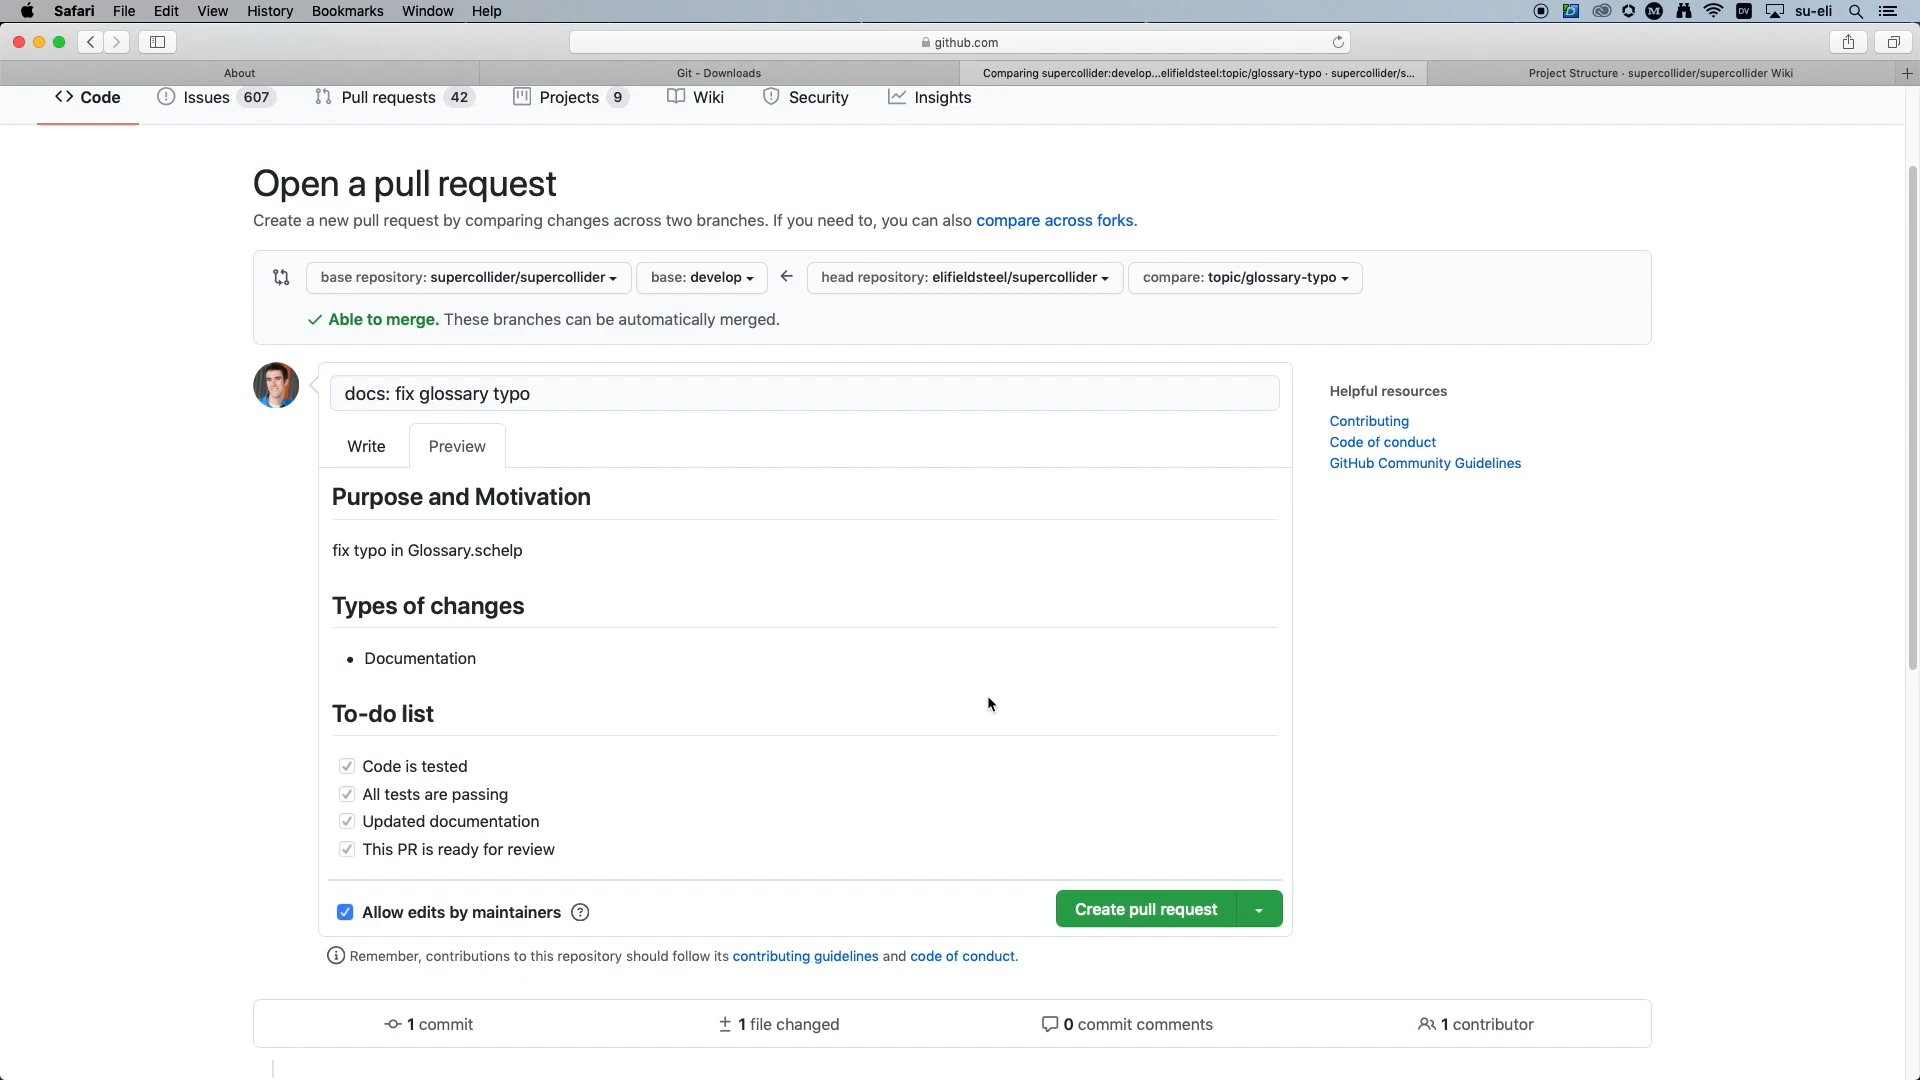 Safari File Edit View History Bookmarks Window Help DV su-eli
github.com
About
Git - Downloads
Comparing supercollider:develop...elifieldsteel:topic/glossary-typo · supercollider/s...
Project Structure · supercollider/supercollider Wiki
Code Issues 607 Pull requests 42 Projects 9 Wiki Security Insights
Open a pull request
Create a new pull request by comparing changes across two branches. If you need to, you can also compare across forks.
base repository: supercollider/supercollider base: develop head repository: elifieldsteel/supercollider compare: topic/glossary-typo
Able to merge. These branches can be automatically merged.
docs: fix glossary typo
Write Preview
Purpose and Motivation
fix typo in Glossary.schelp
Types of changes
• Documentation
To-do list
Code is tested
All tests are passing
Updated documentation
This PR is ready for review
Allow edits by maintainers ?
Create pull request
Remember, contributions to this repository should follow its contributing guidelines and code of conduct.
Helpful resources
Contributing
Code of conduct
GitHub Community Guidelines
1 commit 1 file changed 0 commit comments 1 contributor